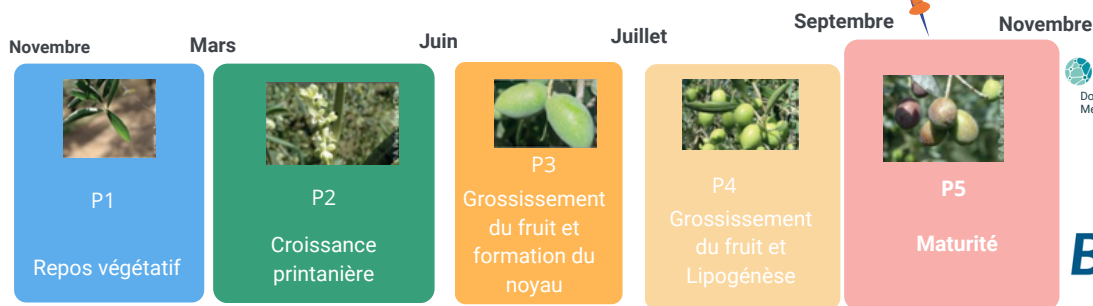 Novembre
Mars
Juin
Juillet
Septembre
Novembre
P1
Repos végétatif
P2
Croissance
printanière
P3
Grossissement
du fruit et
formation du
noyau
P4
Grossissement
du fruit et
Lipogénèse
P5
Maturité